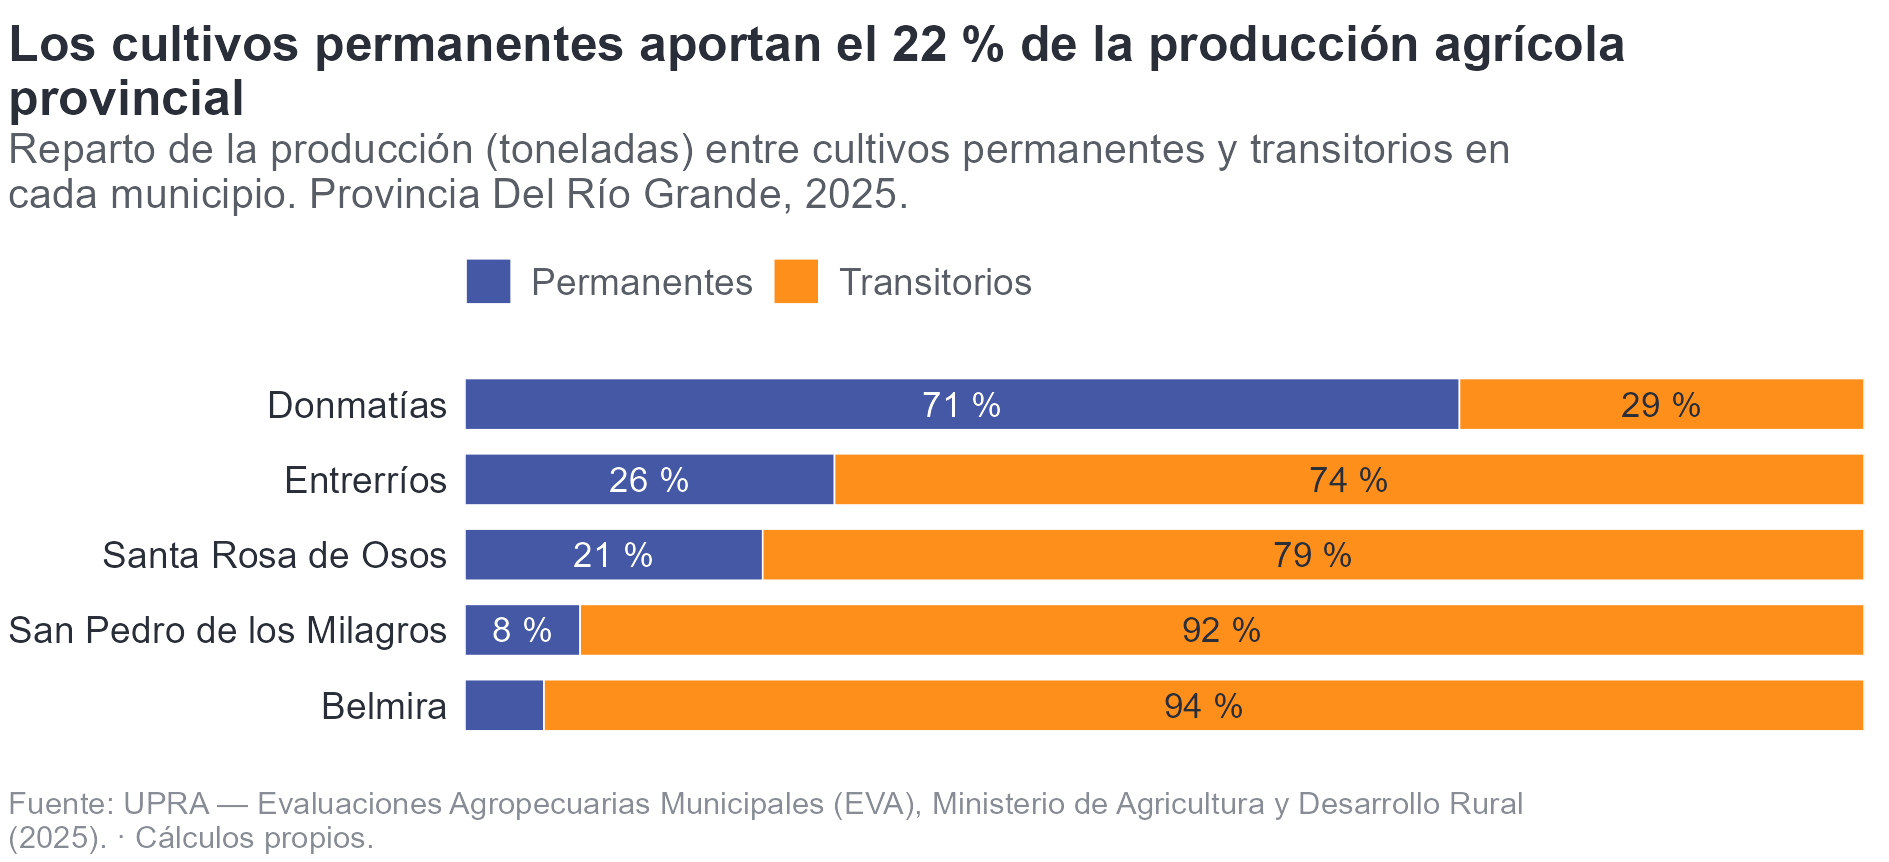 Los cultivos permanentes aportan el 22 % de la producción agrícola
provincial
Reparto de la producción (toneladas) entre cultivos permanentes y transitorios en
cada municipio. Provincia Del Río Grande, 2025.
Permanentes Transitorios
Donmatías 71 % 29 %
Entrerríos 26 % 74 %
Santa Rosa de Osos 21 % 79 %
San Pedro de los Milagros 8 % 92 %
Belmira 94 %
Fuente: UPRA — Evaluaciones Agropecuarias Municipales (EVA), Ministerio de Agricultura y Desarrollo Rural
(2025). · Cálculos propios.